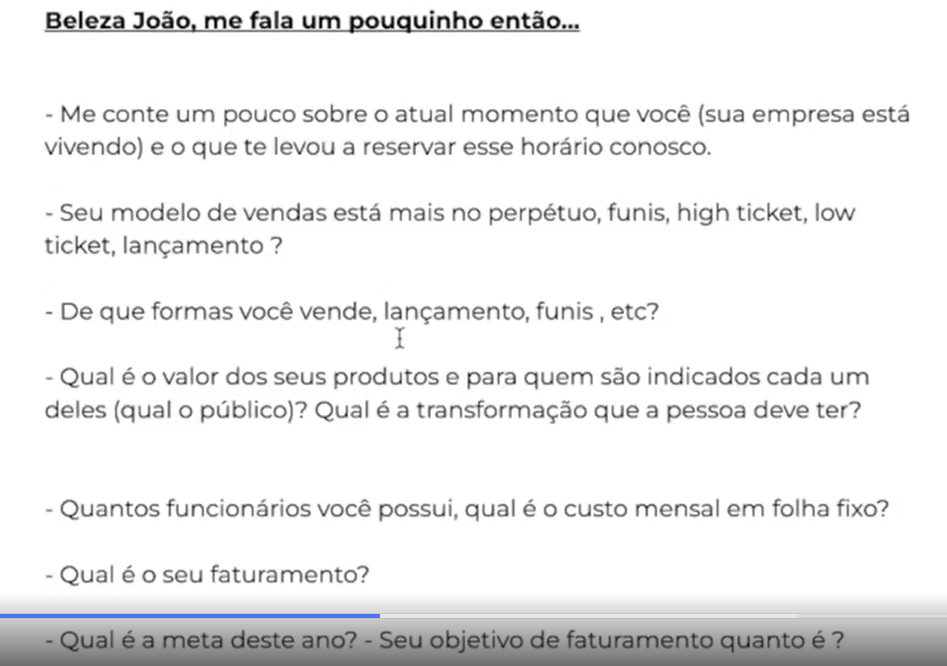 Beleza João, me fala um pouquinho então...
- Me conte um pouco sobre o atual momento que você (sua empresa está
vivendo) e o que te levou a reservar esse horário conosco.
- Seu modelo de vendas está mais no perpétuo, funis, high ticket, low
ticket, lançamento ?
- De que formas você vende, lançamento, funis , etc?
- Qual é o valor dos seus produtos e para quem são indicados cada um
deles (qual o público)? Qual é a transformação que a pessoa deve ter?
- Quantos funcionários você possui, qual é o custo mensal em folha fixo?
- Qual é o seu faturamento?
- Qual é a meta deste ano? - Seu objetivo de faturamento quanto é ?